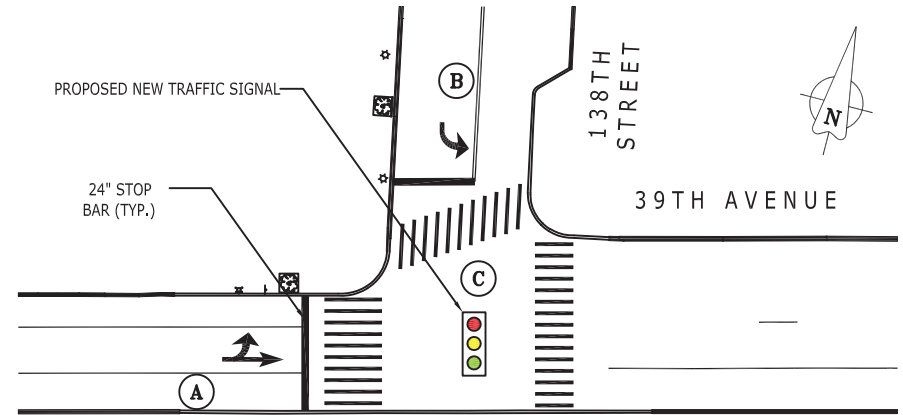 B
138TH
STREET
PROPOSED NEW TRAFFIC SIGNAL
N
24" STOP
BAR (TYP.)
39TH AVENUE
C
A